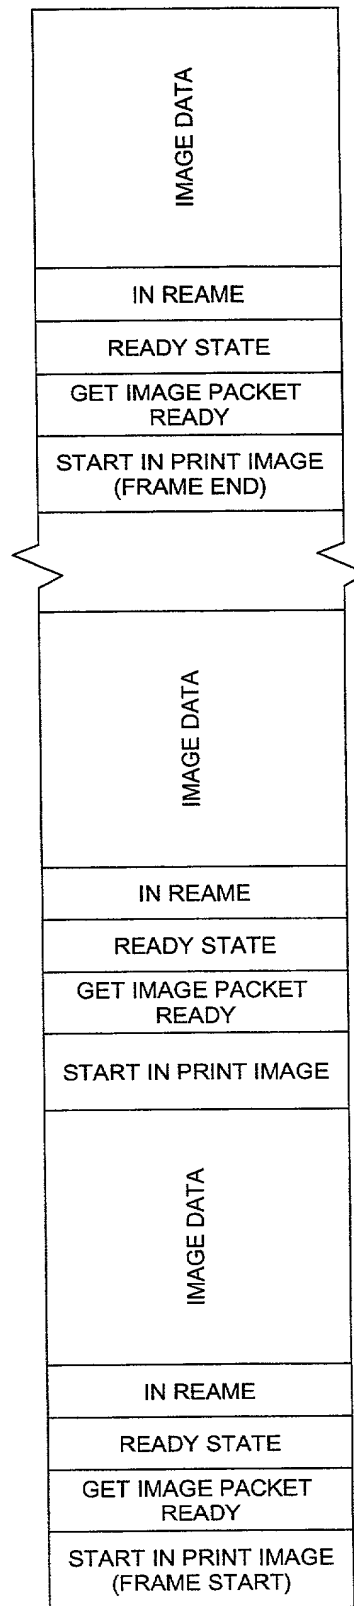 IMAGE DATA
IN REAME
READY STATE
GET IMAGE PACKET
READY
START IN PRINT IMAGE
(FRAME END)
IMAGE DATA
IN REAME
READY STATE
GET IMAGE PACKET
READY
START IN PRINT IMAGE
IMAGE DATA
IN REAME
READY STATE
GET IMAGE PACKET
READY
START IN PRINT IMAGE
(FRAME START)